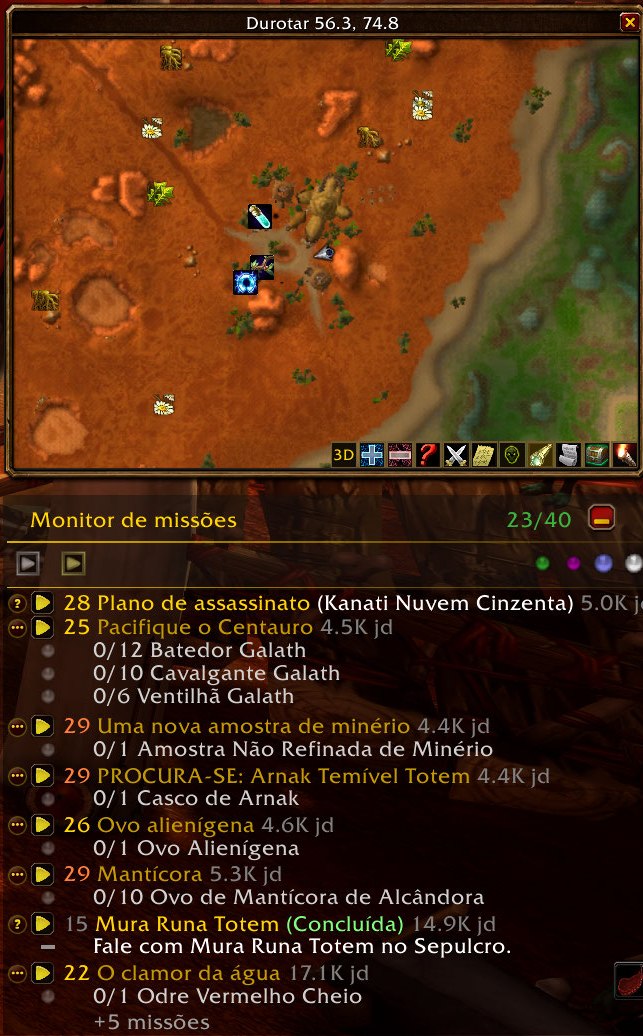 Durotar 56.3, 74.8
3D
Monitor de missões 23/40
28 Plano de assassinato (Kanati Nuvem Cinzenta) 5.0K
25 Pacifique o Centauro 4.5K jd
0/12 Batedor Galath
0/10 Cavalgante Galath
0/6 Ventilhã Galath
29 Uma nova amostra de minério 4.4K jd
0/1 Amostra Não Refinada de Minério
29 PROCURA-SE: Arnak Temível Totem 4.4K jd
0/1 Casco de Arnak
26 Ovo alienígena 4.6K jd
0/1 Ovo Alienígena
29 Mantícora 5.3K jd
0/10 Ovo de Mantícora de Alcândora
15 Mura Runa Totem (Concluída) 14.9K jd
Fale com Mura Runa Totem no Sepulcro.
22 O clamor da água 17.1K jd
0/1 Odre Vermelho Cheio
+5 missões